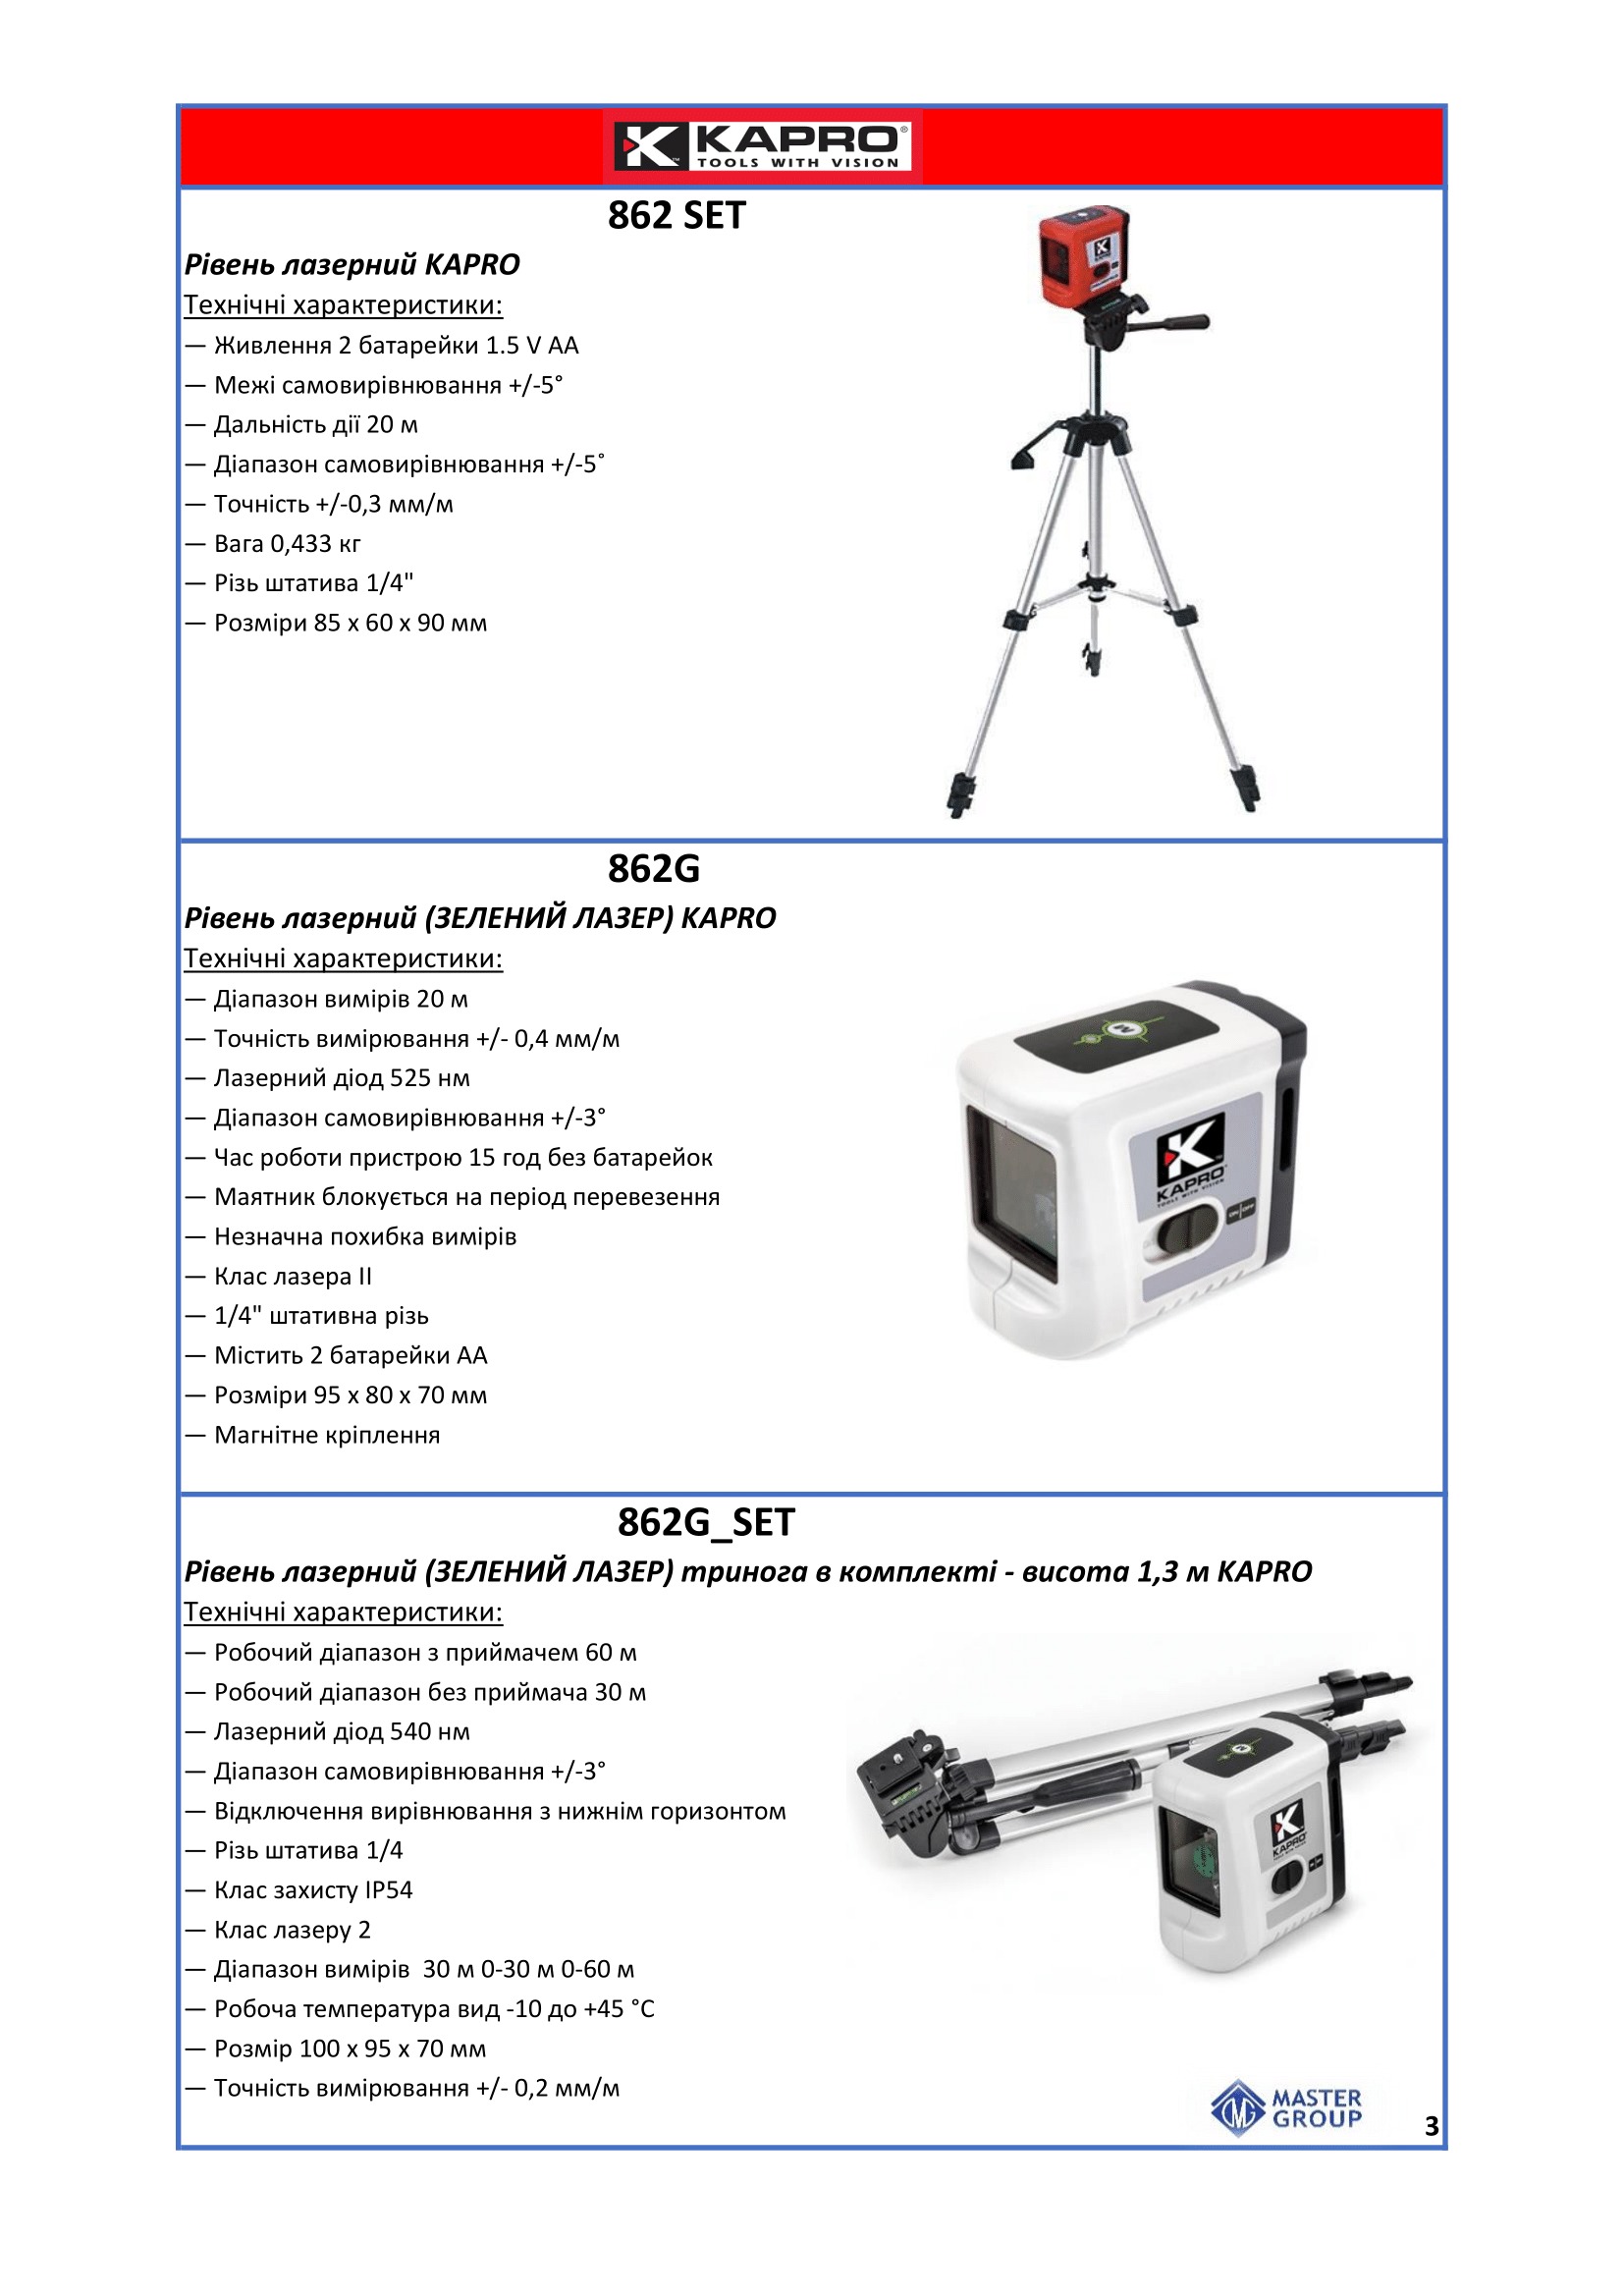 KAPRO®
TOOLS WITH VISION
862 SET
Рівень лазерний KAPRO
Технічні характеристики:
— Живлення 2 батарейки 1.5 V AA
— Межі самовирівнювання +/-5°
— Дальність дії 20 м
— Діапазон самовирівнювання +/-5˚
— Точність +/-0,3 мм/м
— Вага 0,433 кг
— Різь штатива 1/4"
— Розміри 85 x 60 x 90 мм
862G
Рівень лазерний (ЗЕЛЕНИЙ ЛАЗЕР) KAPRO
Технічні характеристики:
— Діапазон вимірів 20 м
— Точність вимірювання +/- 0,4 мм/м
— Лазерний діод 525 нм
— Діапазон самовирівнювання +/-3°
— Час роботи пристрою 15 год без батарейок
— Маятник блокується на період перевезення
— Незначна похибка вимірів
— Клас лазера II
— 1/4" штативна різь
— Містить 2 батарейки АА
— Розміри 95 x 80 x 70 мм
— Магнітне кріплення
KAPRO
TOOLS WITH VISION
ON OFF
862G_SET
Рівень лазерний (ЗЕЛЕНИЙ ЛАЗЕР) тринога в комплекті - висота 1,3 м KAPRO
Технічні характеристики:
— Робочий діапазон з приймачем 60 м
— Робочий діапазон без приймача 30 м
— Лазерний діод 540 нм
— Діапазон самовирівнювання +/-3°
— Відключення вирівнювання з нижнім горизонтом
— Різь штатива 1/4
— Клас захисту IP54
— Клас лазеру 2
— Діапазон вимірів  30 м 0-30 м 0-60 м
— Робоча температура вид -10 до +45 °C
— Розмір 100 x 95 x 70 мм
— Точність вимірювання +/- 0,2 мм/м
KAPRO
MASTER
GROUP
3